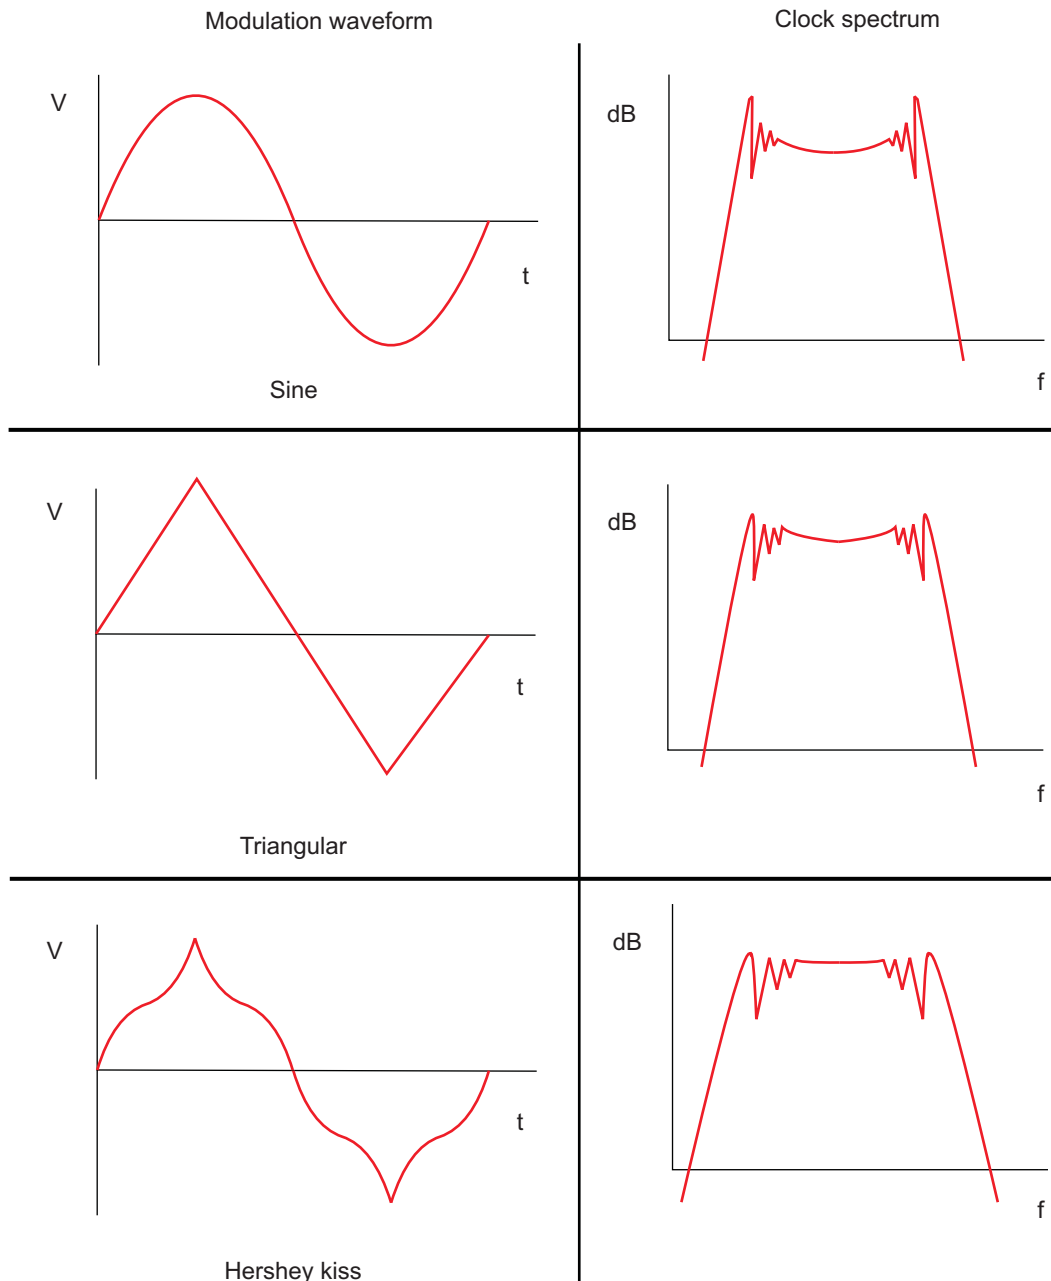 Modulation waveform
Clock spectrum
V
t
Sine
dB
f
V
t
Triangular
dB
f
V
t
Hershey kiss
dB
f